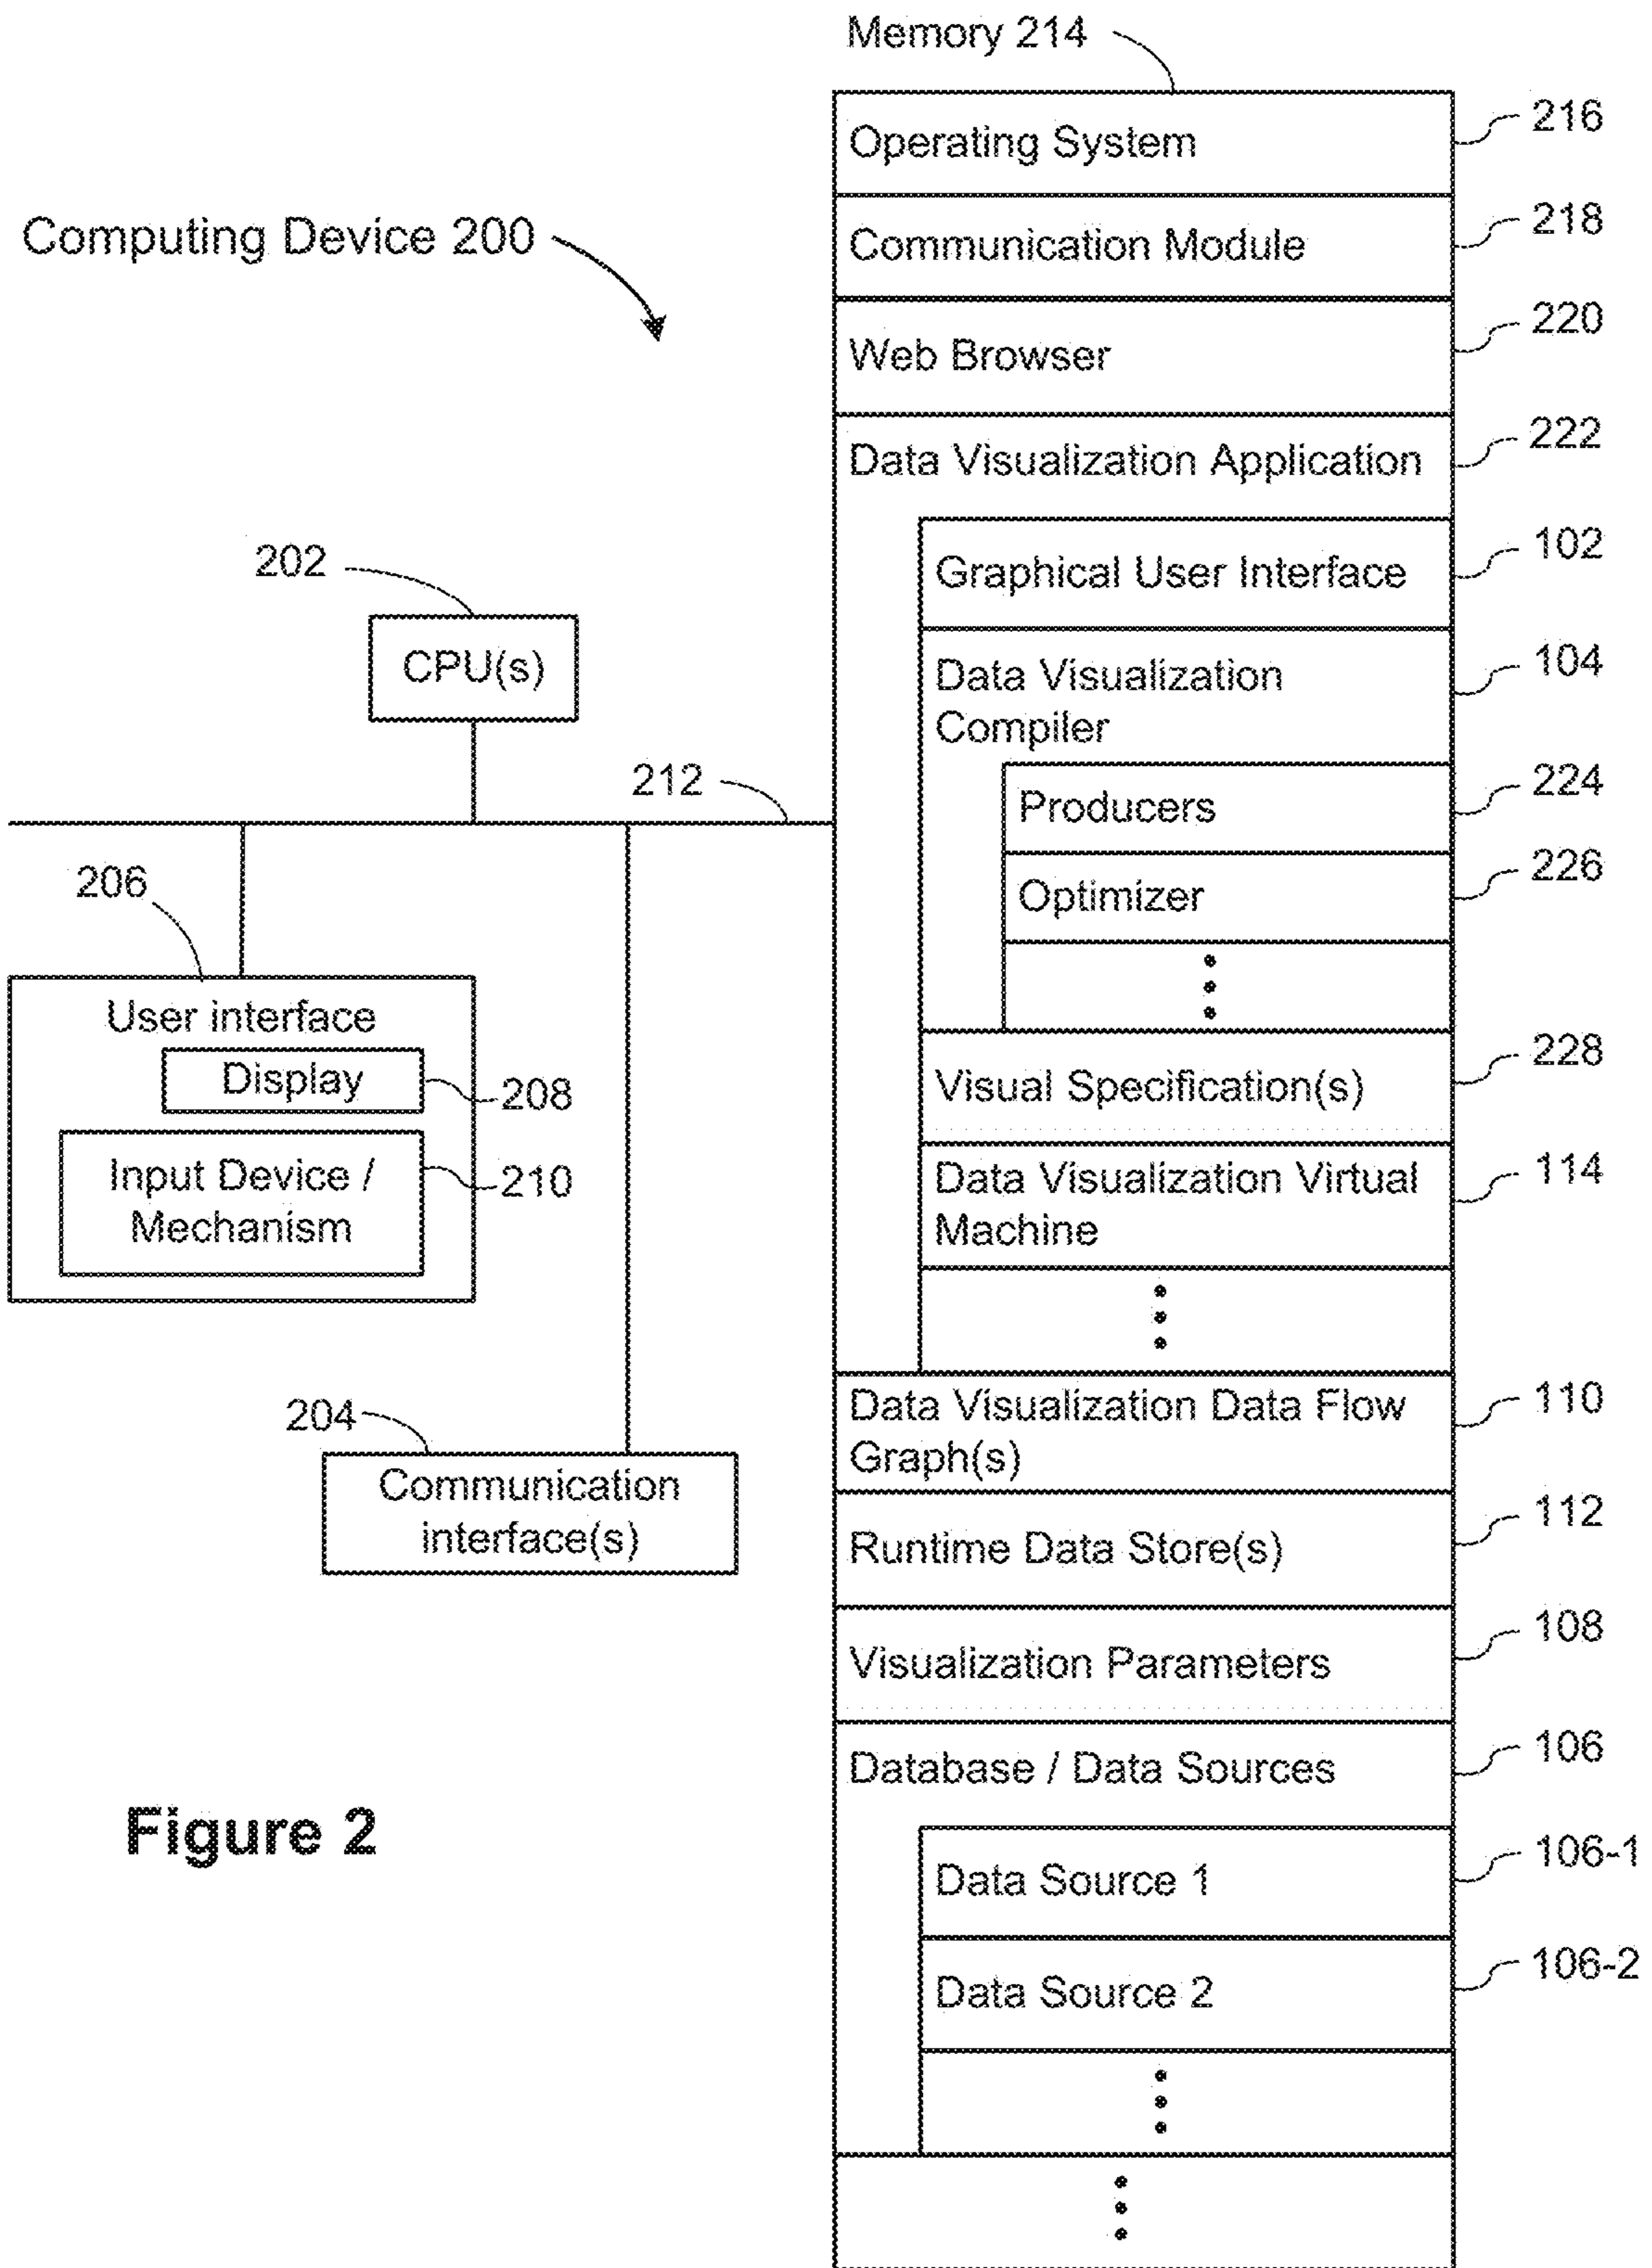 Memory 214
Operating System
216
Communication Module
218
Computing Device 200
Web Browser
220
Data Visualization Application
222
Graphical User Interface
102
202
CPU(s)
Data Visualization
Compiler
104
212
Producers
224
Optimizer
226
206
User interface
Display
208
Input Device /
Mechanism
210
Visual Specification(s)
228
Data Visualization Virtual
Machine
114
204
Communication
interface(s)
Data Visualization Data Flow
Graph(s)
110
Runtime Data Store(s)
112
Visualization Parameters
108
Database / Data Sources
106
Data Source 1
106-1
Data Source 2
106-2
Figure 2